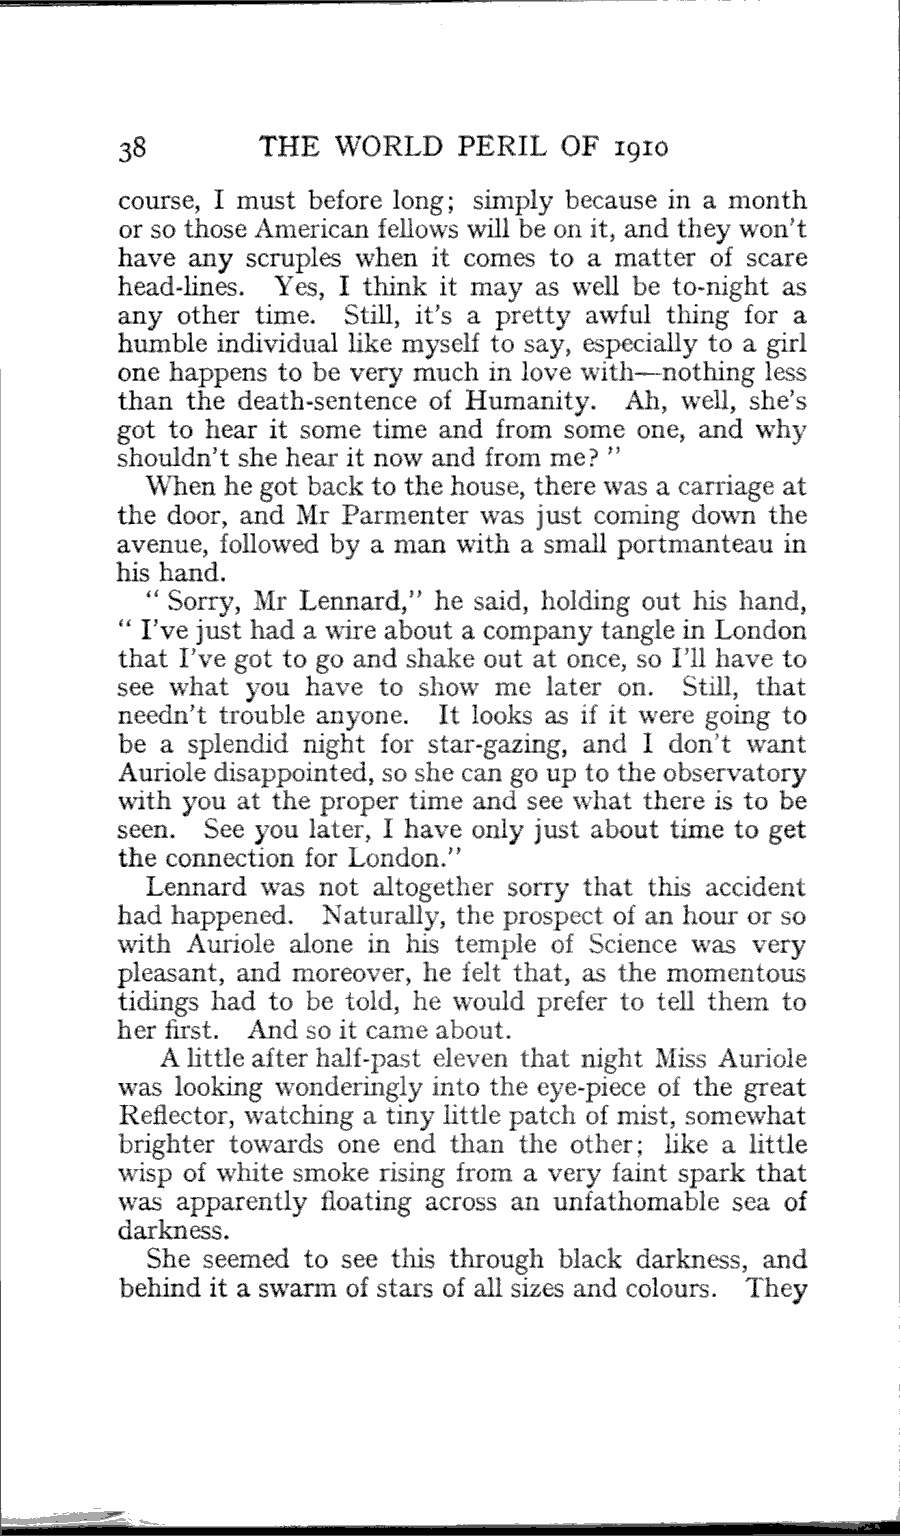 38 THE WORLD PERIL OF 1910
course, I must before long; simply because in a month
or so those American fellows will be on it, and they won't
have any scruples when it comes to a matter of scare
head-lines. Yes, I think it may as well be to-night as
any other time. Still, it's a pretty awful thing for a
humble individual like myself to say, especially to a girl
one happens to be very much in love with—nothing less
than the death-sentence of Humanity. Ah, well, she's
got to hear it some time and from some one, and why
shouldn't she hear it now and from me? "
When he got back to the house, there was a carriage at
the door, and Mr Parmenter was just coming down the
avenue, followed by a man with a small portmanteau in
his hand.
" Sorry, Mr Lennard," he said, holding out his hand,
" I've just had a wire about a company tangle in London
that I've got to go and shake out at once, so I'll have to
see what you have to show me later on. Still, that
needn't trouble anyone. It looks as if it were going to
be a splendid night for star-gazing, and I don't want
Auriole disappointed, so she can go up to the observatory
with you at the proper time and see what there is to be
seen. See you later, I have only just about time to get
the connection for London."
Lennard was not altogether sorry that this accident
had happened. Naturally, the prospect of an hour or so
with Auriole alone in his temple of Science was very
pleasant, and moreover, he felt that, as the momentous
tidings had to be told, he would prefer to tell them to
her first. And so it came about.
A little after half-past eleven that night Miss Auriole
was looking wonderingly into the eye-piece of the great
Reflector, watching a tiny little patch of mist, somewhat
brighter towards one end than the other; like a little
wisp of white smoke rising from a very faint spark that
was apparently floating across an unfathomable sea of
darkness.
She seemed to see this through black darkness, and
behind it a swarm of stars of all sizes and colours. They